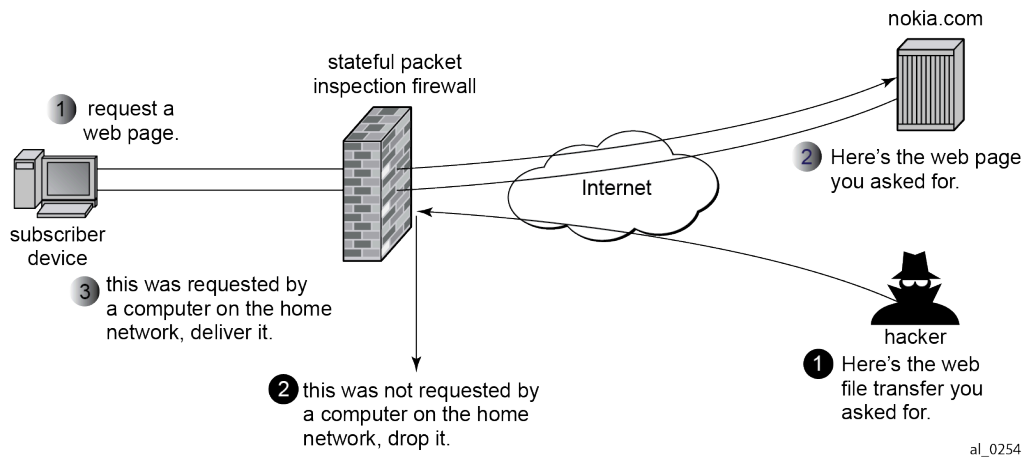 nokia.com
stateful packet
inspection firewall
1 request a
web page.
2 Here's the web page
you asked for.
Internet
subscriber
device
3 this was requested by
a computer on the home
network, deliver it.
hacker
1 Here's the web
file transfer you
asked for.
2 this was not requested by
a computer on the home
network, drop it.
al_0254